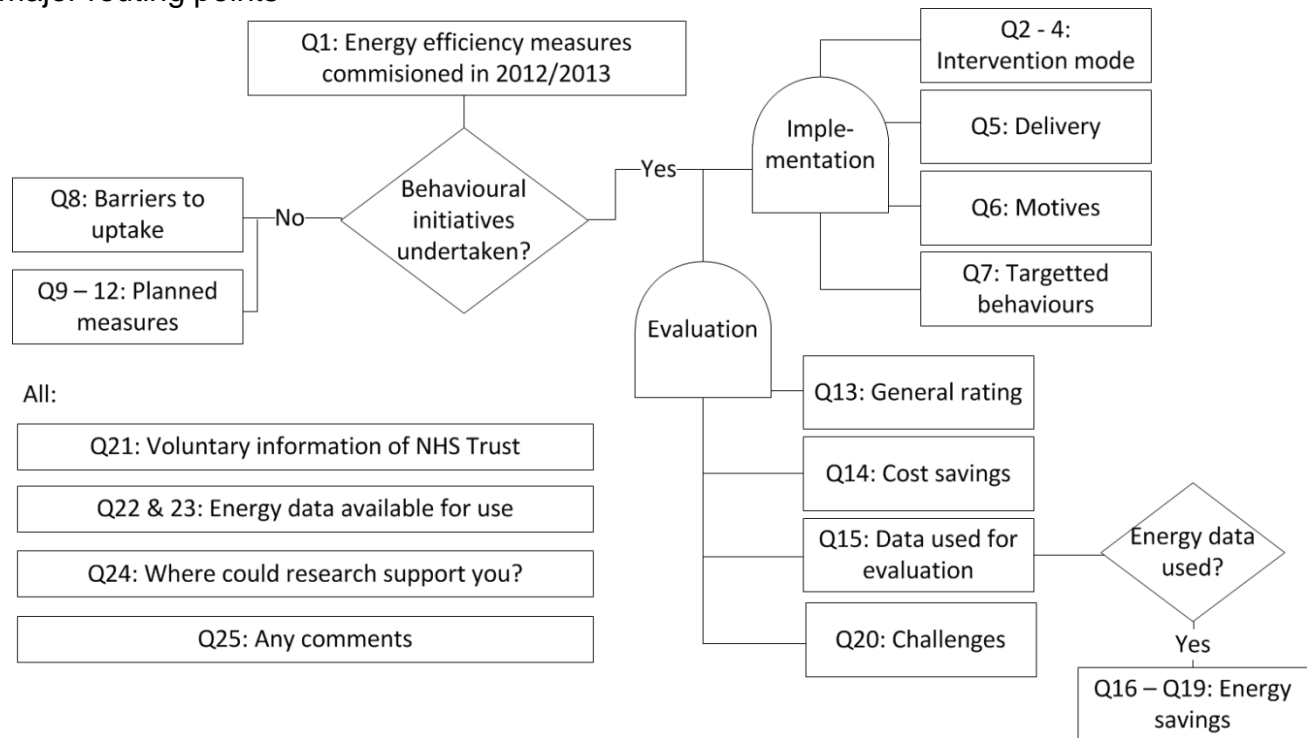 major routing points
Q1: Energy efficiency measures
commisioned in 2012/2013
Behavioural
initiatives
undertaken?
No
Q8: Barriers to
uptake
Q9 – 12: Planned
measures
Yes
Imple-
mentation
Q2 - 4:
Intervention mode
Q5: Delivery
Q6: Motives
Q7: Targetted
behaviours
Evaluation
Q13: General rating
Q14: Cost savings
Q15: Data used for
evaluation
Q20: Challenges
Energy data
used?
Yes
Q16 – Q19: Energy
savings
All:
Q21: Voluntary information of NHS Trust
Q22 & 23: Energy data available for use
Q24: Where could research support you?
Q25: Any comments